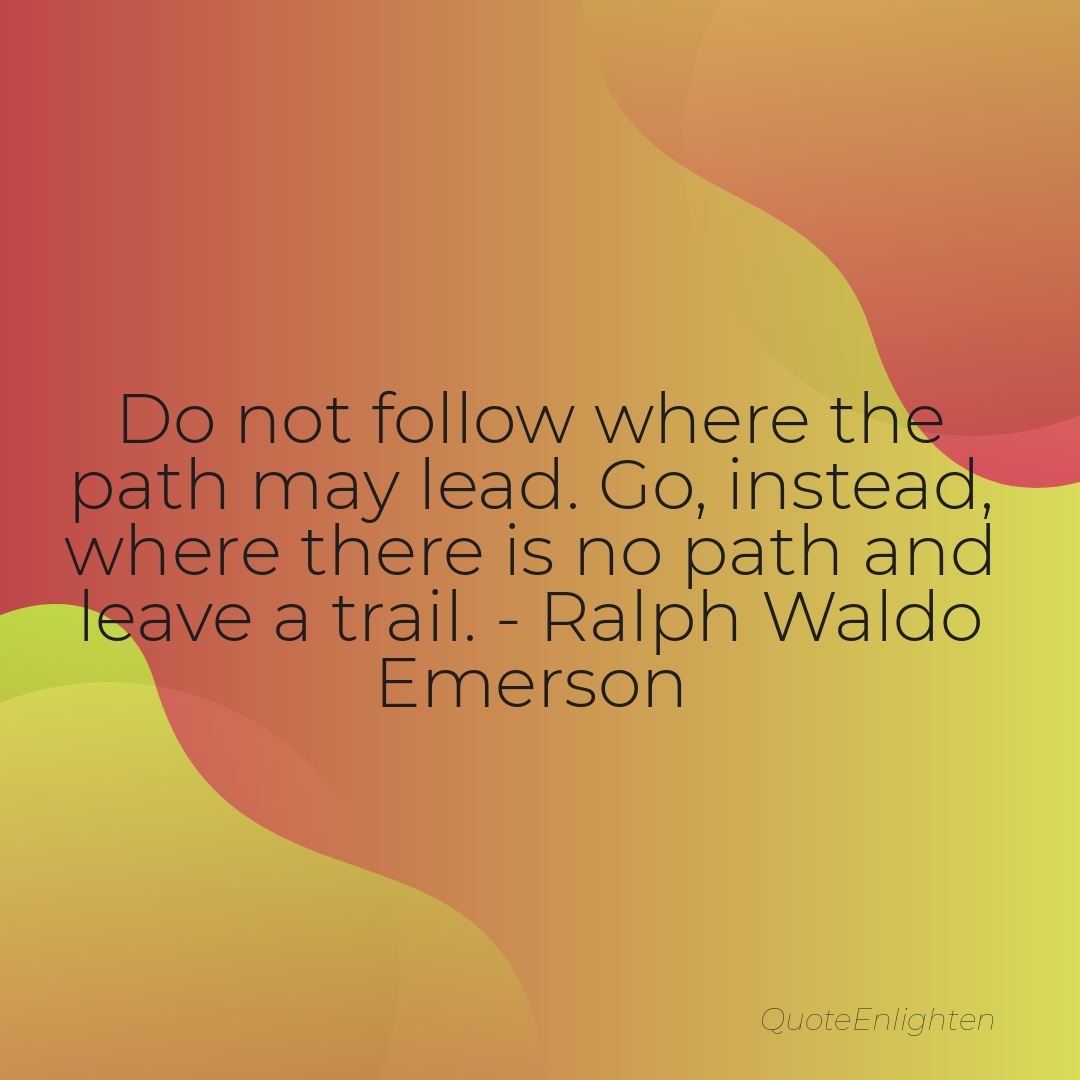 Do not follow where the
path may lead. Go, instead,
where there is no path and
leave a trail. - Ralph Waldo
Emerson
QuoteEnlighten